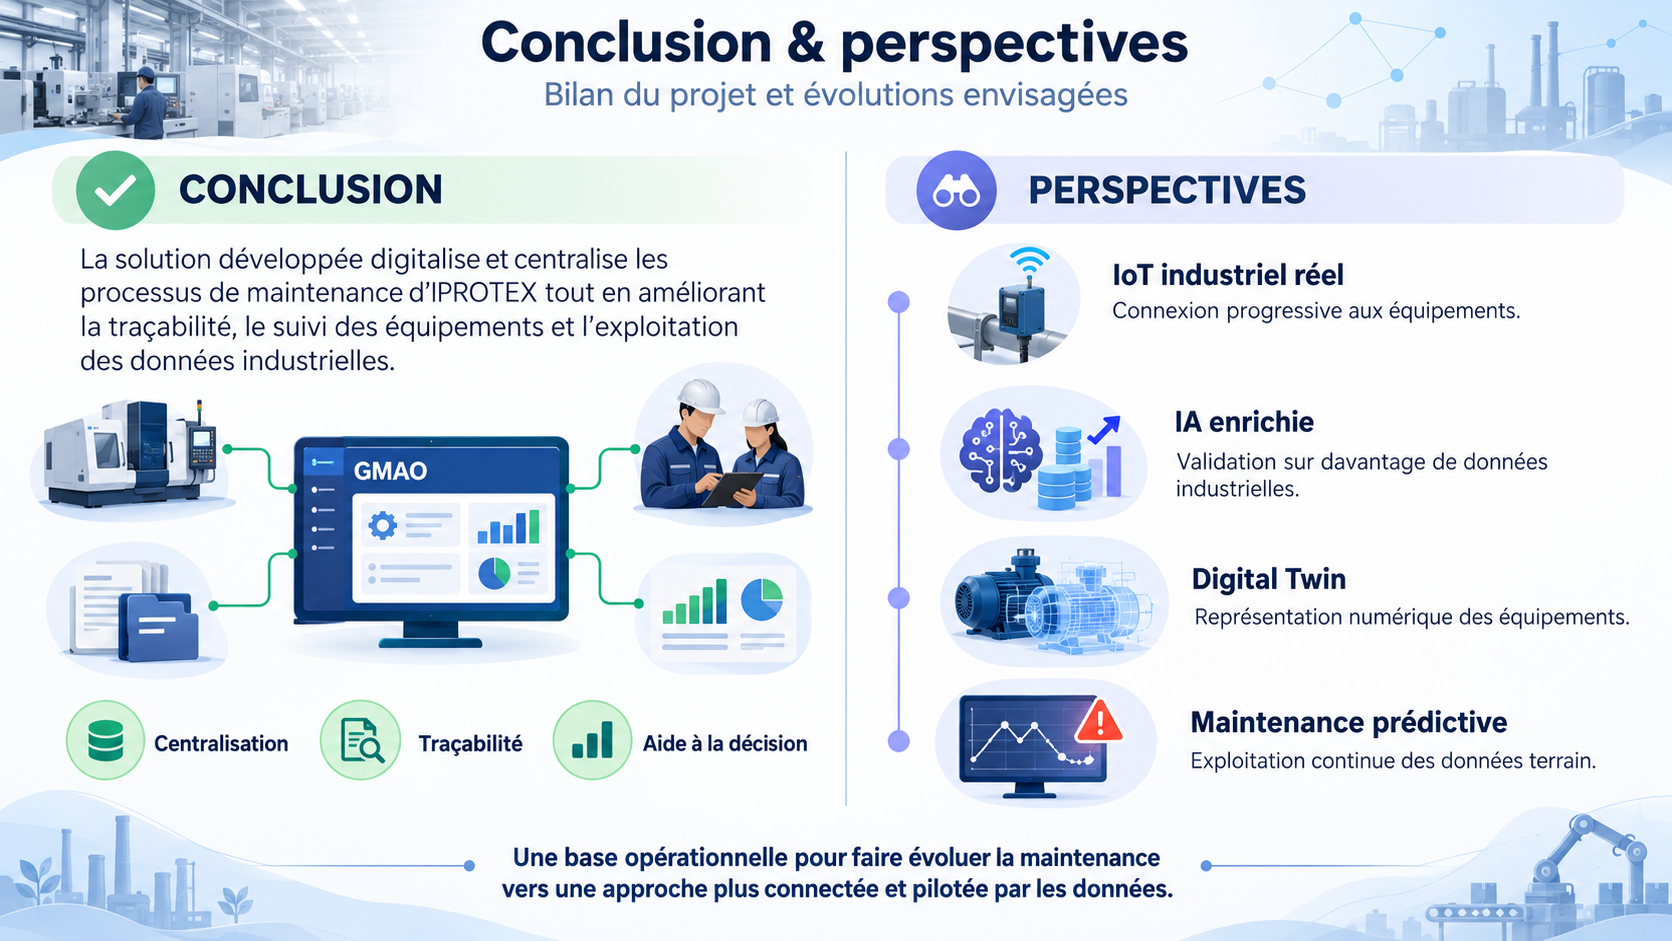 Conclusion & perspectives
Bilan du projet et évolutions envisagées
CONCLUSION
La solution développée digitalise et centralise les
processus de maintenance d’IPROTEX tout en améliorant
la traçabilité, le suivi des équipements et l’exploitation
des données industrielles.
GMAO
Centralisation
Traçabilité
Aide à la décision
PERSPECTIVES
IoT industriel réel
Connexion progressive aux équipements.
IA enrichie
Validation sur davantage de données
industrielles.
Digital Twin
Représentation numérique des équipements.
Maintenance prédictive
Exploitation continue des données terrain.
Une base opérationnelle pour faire évoluer la maintenance
vers une approche plus connectée et pilotée par les données.